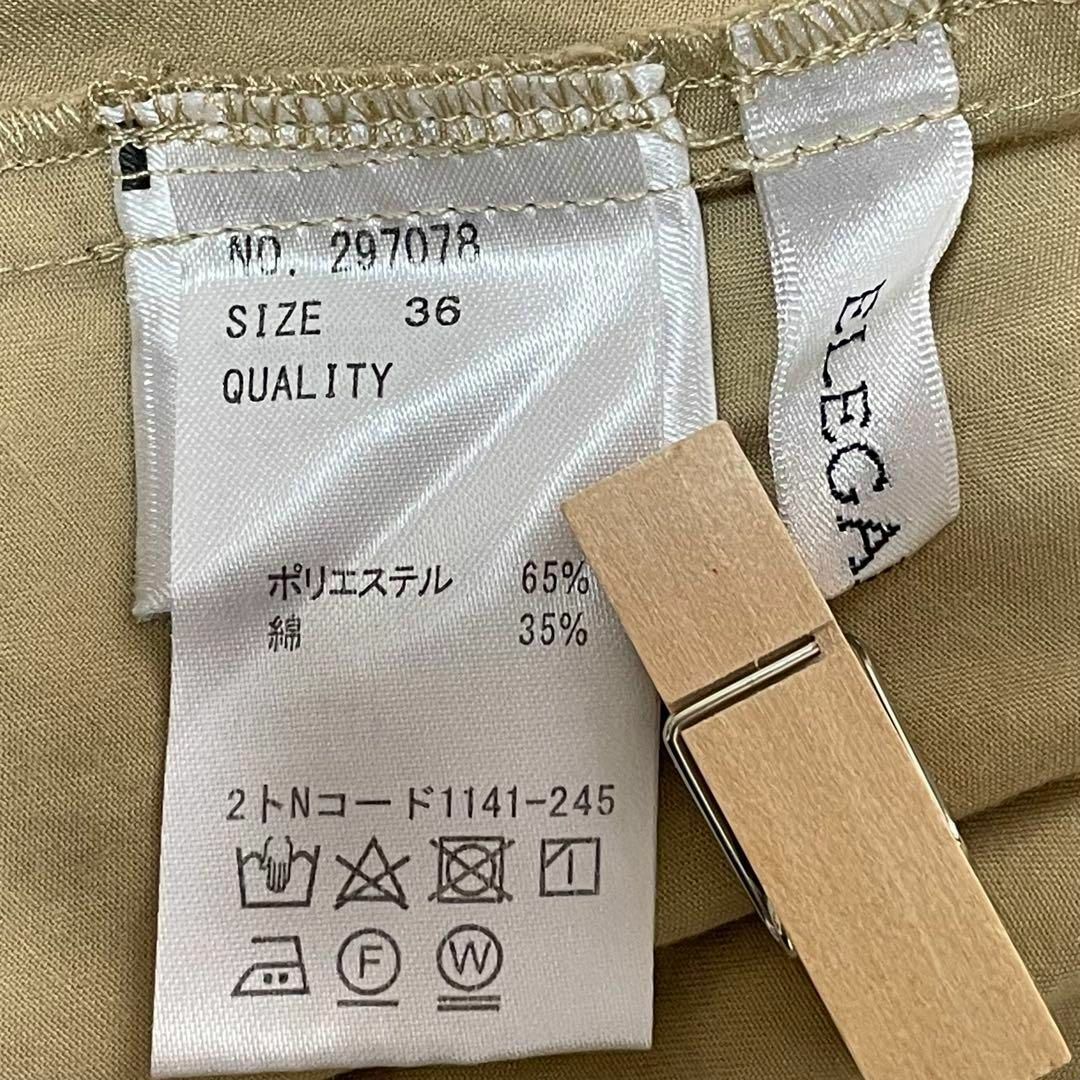 NO. 297078
SIZE 36
QUALITY
ポリエステル 65%
綿 35%
2トNコード1141-245
F
W